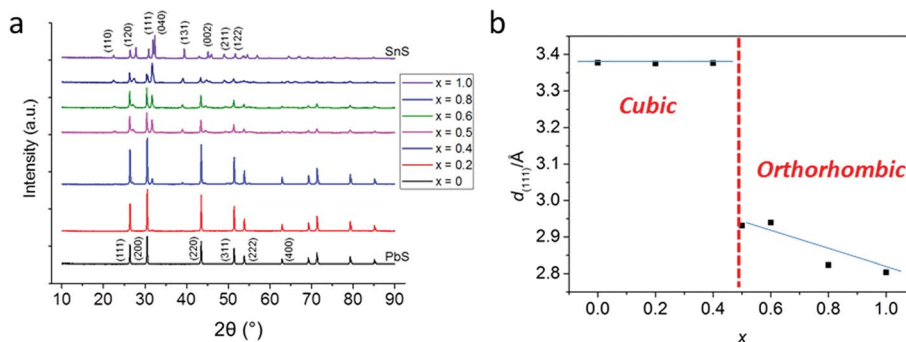 a
(110)
(120)
(111)
(040)
(131)
(002)
(211)
(122)
SnS
x = 1.0
x = 0.8
x = 0.6
x = 0.5
x = 0.4
x = 0.2
x = 0
(111)
(200)
(220)
(311)
(222)
(400)
PbS
Intensity (a.u.)
10 20 30 40 50 60 70 80 90
2θ (°)
b
3.4
3.3
3.2
3.1
3.0
2.9
2.8
d(111)/Å
Cubic
Orthorhombic
0.0 0.2 0.4 0.6 0.8 1.0
x